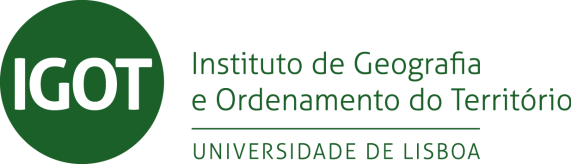 IGOT
Instituto de Geografia
e Ordenamento do Território
UNIVERSIDADE DE LISBOA